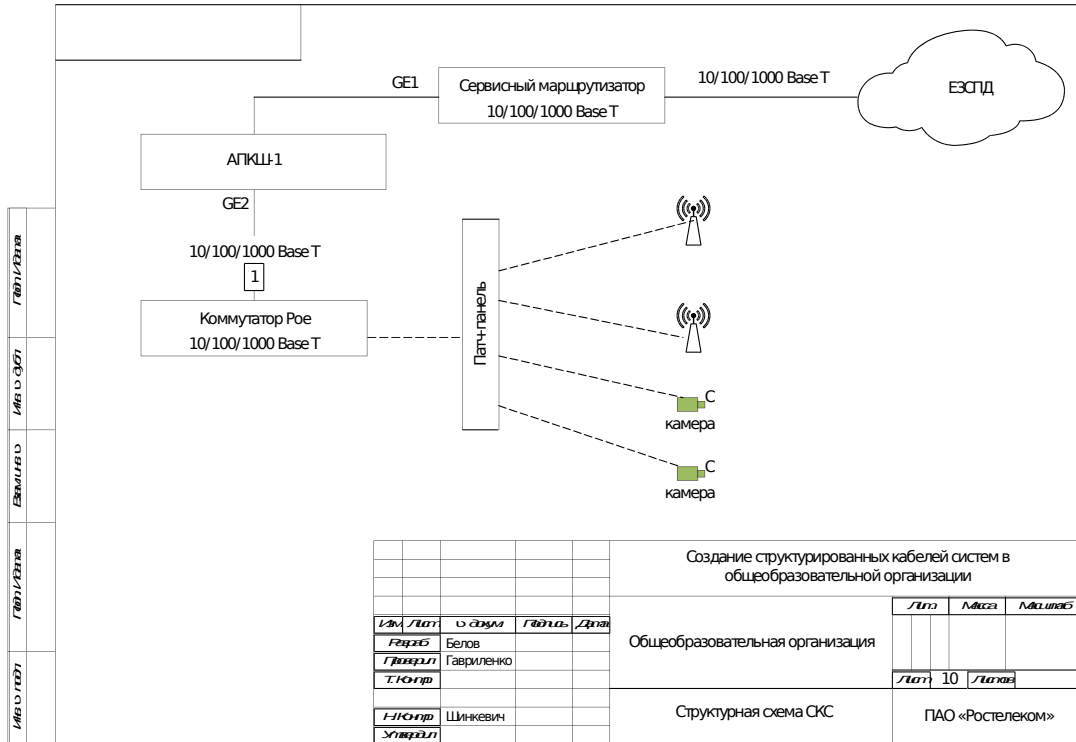 GE1
Сервисный маршрутизатор
10/100/1000 Base T
10/100/1000 Base T
ЕЗСПД
АПКШ-1
GE2
10/100/1000 Base T
1
Коммутатор Poe
10/100/1000 Base T
Патч-панель
С
камера
С
камера
Создание структурированных кабелей систем в
общеобразовательной организации
Лит Масса Масштаб
Изм Лист докум Подпись Дата
Разраб Белов
Общеобразовательная организация
Проверил Гавриленко
Т. Контр
Лист 10 Листов
Н.Контр Шинкевич
Структурная схема СКС
ПАО «Ростелеком»
Утвердил